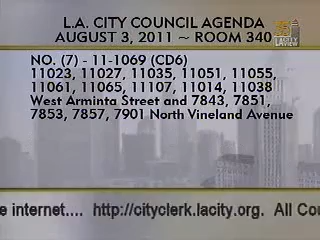 L.A. CITY COUNCIL AGENDA
AUGUST 3, 2011 ~ ROOM 340
NO. (7) - 11-1069 (CD6)
11023, 11027, 11035, 11051, 11055,
11061, 11065, 11107, 11014, 11038
West Arminta Street and 7843, 7851,
7853, 7857, 7901 North Vineland Avenue
e internet.... http://cityclerk.lacity.org. All Cou